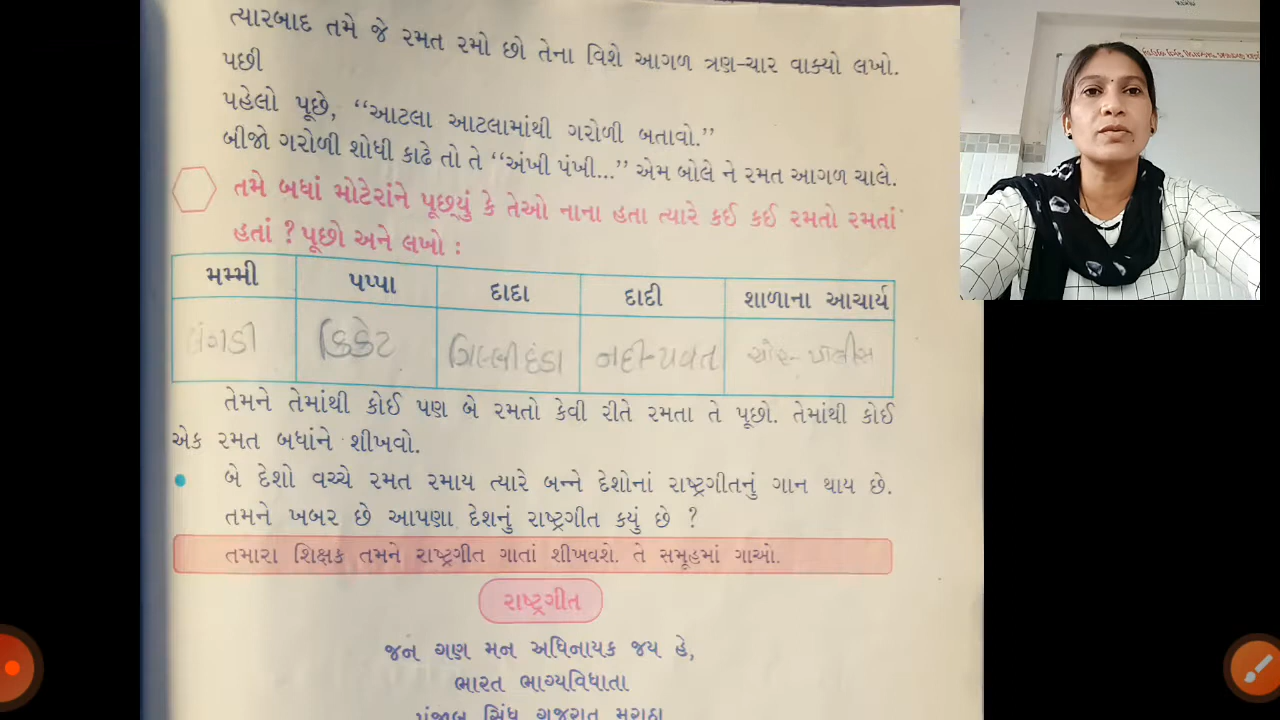 ત્યારબાદ તમે જે રમત રમો છો તેના વિશે આગળ ત્રણ-ચાર વાક્યો લખો.
પછી
પહેલો પૂછે, “આટલા આટલામાંથી ગરોળી બતાવો.”
બીજો ગરોળી શોધી કાઢે તો તે “અંખી પંખી...” એમ બોલે ને રમત આગળ ચાલે.
તમે બધાં મોટેરાંને પૂછ્યું કે તેઓ નાના હતા ત્યારે કઈ કઈ રમતો રમતાં
હતાં ? પૂછો અને લખો :
મમ્મી પપ્પા દાદા દાદી શાળાના આચાર્ય
લંગડી ક્રિકેટ ગિલ્લીદંડા નદી-પર્વત ચોર-પોલીસ
તેમને તેમાંથી કોઈ પણ બે રમતો કેવી રીતે રમતા તે પૂછો. તેમાંથી કોઈ
એક રમત બધાંને શીખવો.
બે દેશો વચ્ચે રમત રમાય ત્યારે બન્ને દેશોનાં રાષ્ટ્રગીતનું ગાન થાય છે.
તમને ખબર છે આપણા દેશનું રાષ્ટ્રગીત કયું છે ?
તમારા શિક્ષક તમને રાષ્ટ્રગીત ગાતાં શીખવશે. તે સમૂહમાં ગાઓ.
રાષ્ટ્રગીત
જન ગણ મન અધિનાયક જય હે,
ભારત ભાગ્યવિધાતા
પંજાબ સિંધ ગુજરાત મરાઠા